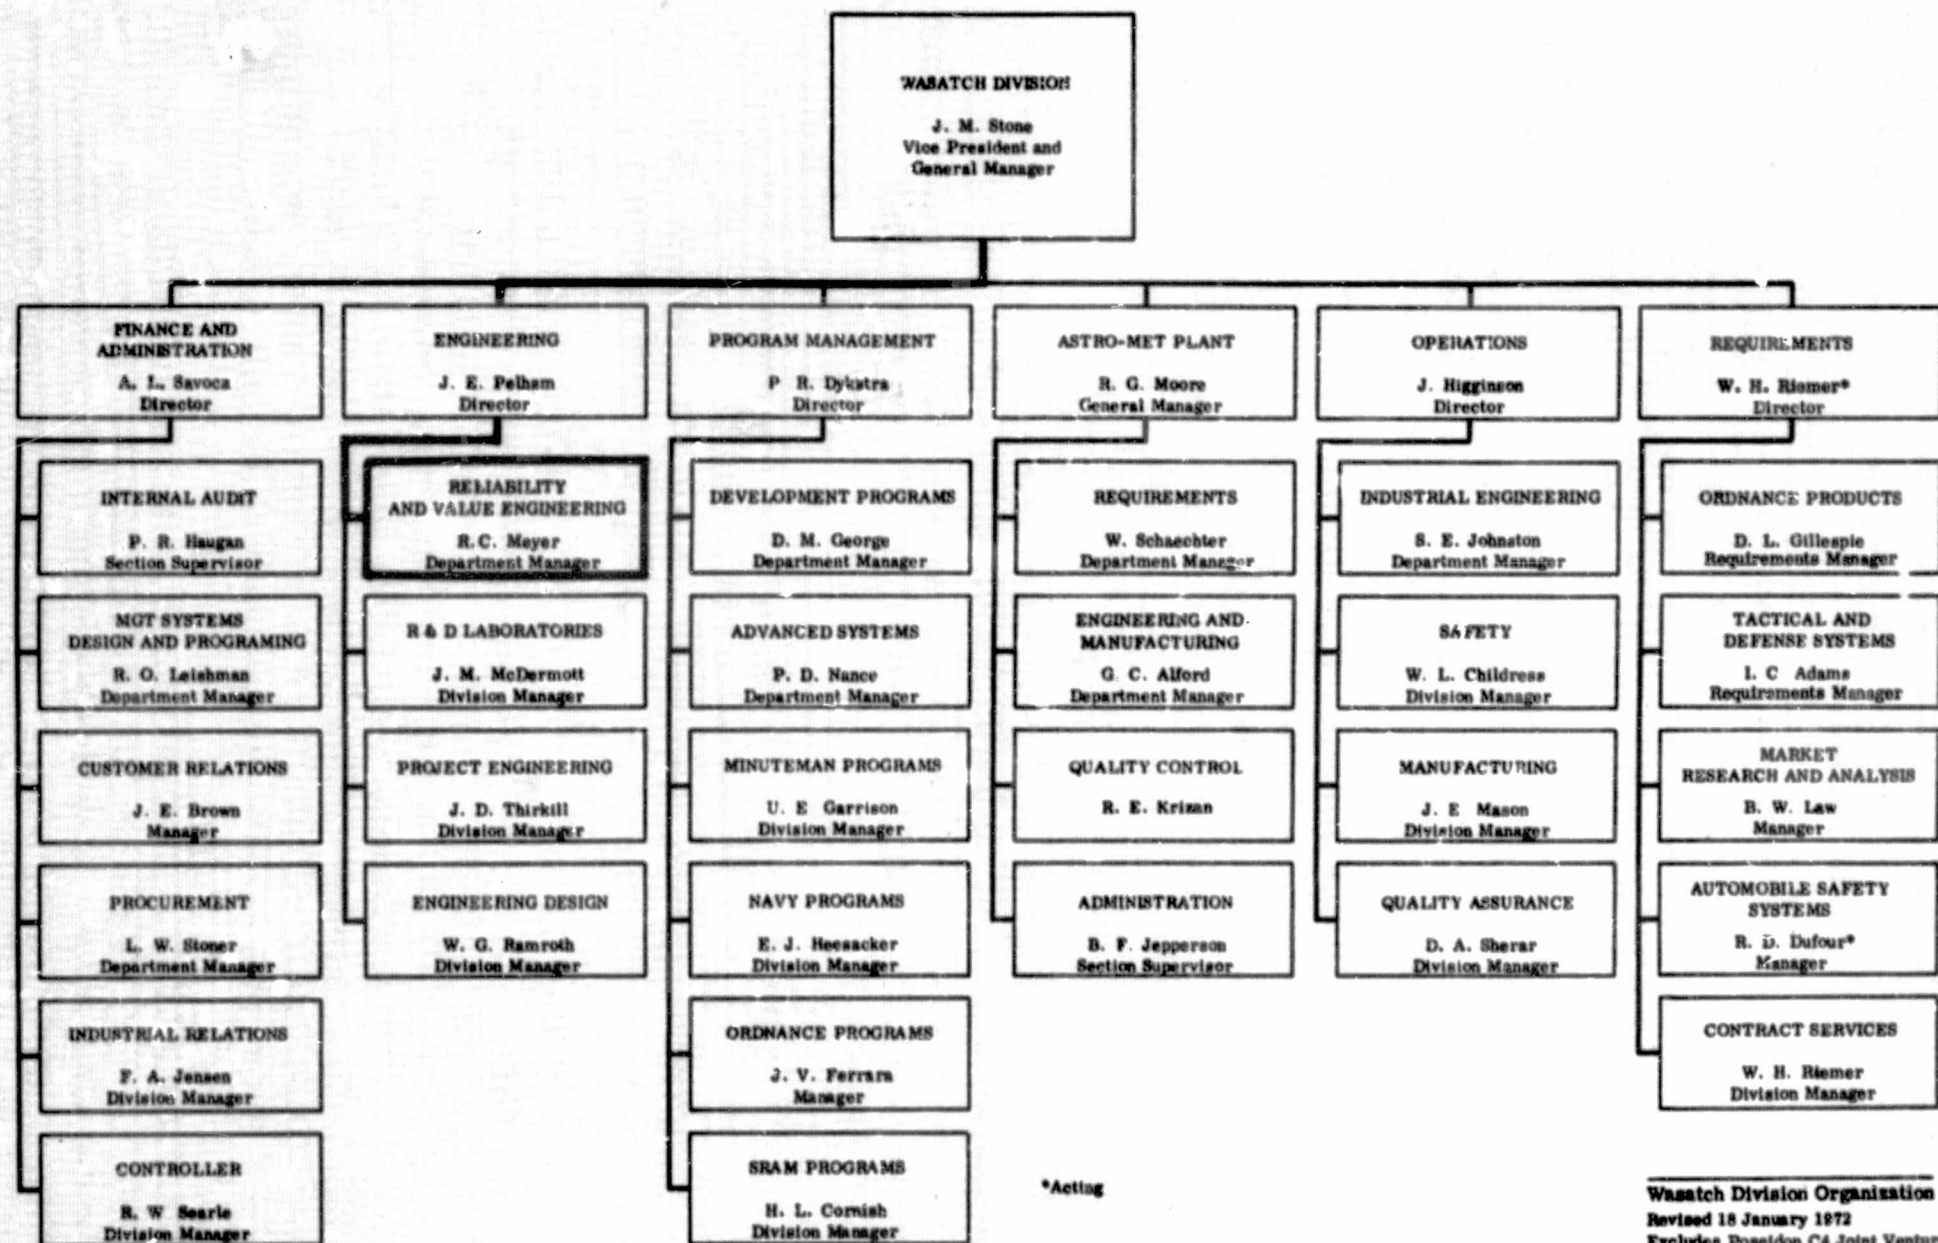 WASATCH DIVISION
J. M. Stone
Vice President and
General Manager
FINANCE AND
ADMINISTRATION
A. L. Savoca
Director
INTERNAL AUDIT
P. R. Haugan
Section Supervisor
MGT SYSTEMS
DESIGN AND PROGRAMING
R. O. Leishman
Department Manager
CUSTOMER RELATIONS
J. E. Brown
Manager
PROCUREMENT
L. W. Stoner
Department Manager
INDUSTRIAL RELATIONS
F. A. Jensen
Division Manager
CONTROLLER
R. W Searle
Division Manager
ENGINEERING
J. E. Pelham
Director
RELIABILITY
AND VALUE ENGINEERING
R.C. Meyer
Department Manager
R & D LABORATORIES
J. M. McDermott
Division Manager
PROJECT ENGINEERING
J. D. Thirkill
Division Manager
ENGINEERING DESIGN
W. G. Ramroth
Division Manager
PROGRAM MANAGEMENT
P R. Dykstra
Director
DEVELOPMENT PROGRAMS
D. M. George
Department Manager
ADVANCED SYSTEMS
P. D. Nance
Department Manager
MINUTEMAN PROGRAMS
U. E Garrison
Division Manager
NAVY PROGRAMS
E. J. Heesacker
Division Manager
ORDNANCE PROGRAMS
J. V. Ferrara
Manager
SRAM PROGRAMS
H. L. Cornish
Division Manager
ASTRO-MET PLANT
R. G. Moore
General Manager
REQUIREMENTS
W. Schaechter
Department Manager
ENGINEERING AND
MANUFACTURING
G C. Alford
Department Manager
QUALITY CONTROL
R. E. Krizan
ADMINISTRATION
B. F. Jepperson
Section Supervisor
OPERATIONS
J. Higginson
Director
INDUSTRIAL ENGINEERING
S. E. Johnston
Department Manager
SAFETY
W. L. Childress
Division Manager
MANUFACTURING
J. E Mason
Division Manager
QUALITY ASSURANCE
D. A. Sherar
Division Manager
REQUIREMENTS
W. H. Riemer*
Director
ORDNANCE PRODUCTS
D. L. Gillespie
Requirements Manager
TACTICAL AND
DEFENSE SYSTEMS
I. C Adams
Requirements Manager
MARKET
RESEARCH AND ANALYSIS
B. W. Law
Manager
AUTOMOBILE SAFETY
SYSTEMS
R. D. Dufour*
Manager
CONTRACT SERVICES
W. H. Riemer
Division Manager
*Acting
Wasatch Division Organization
Revised 18 January 1972
Excludes Poseidon C4 Joint Ventur